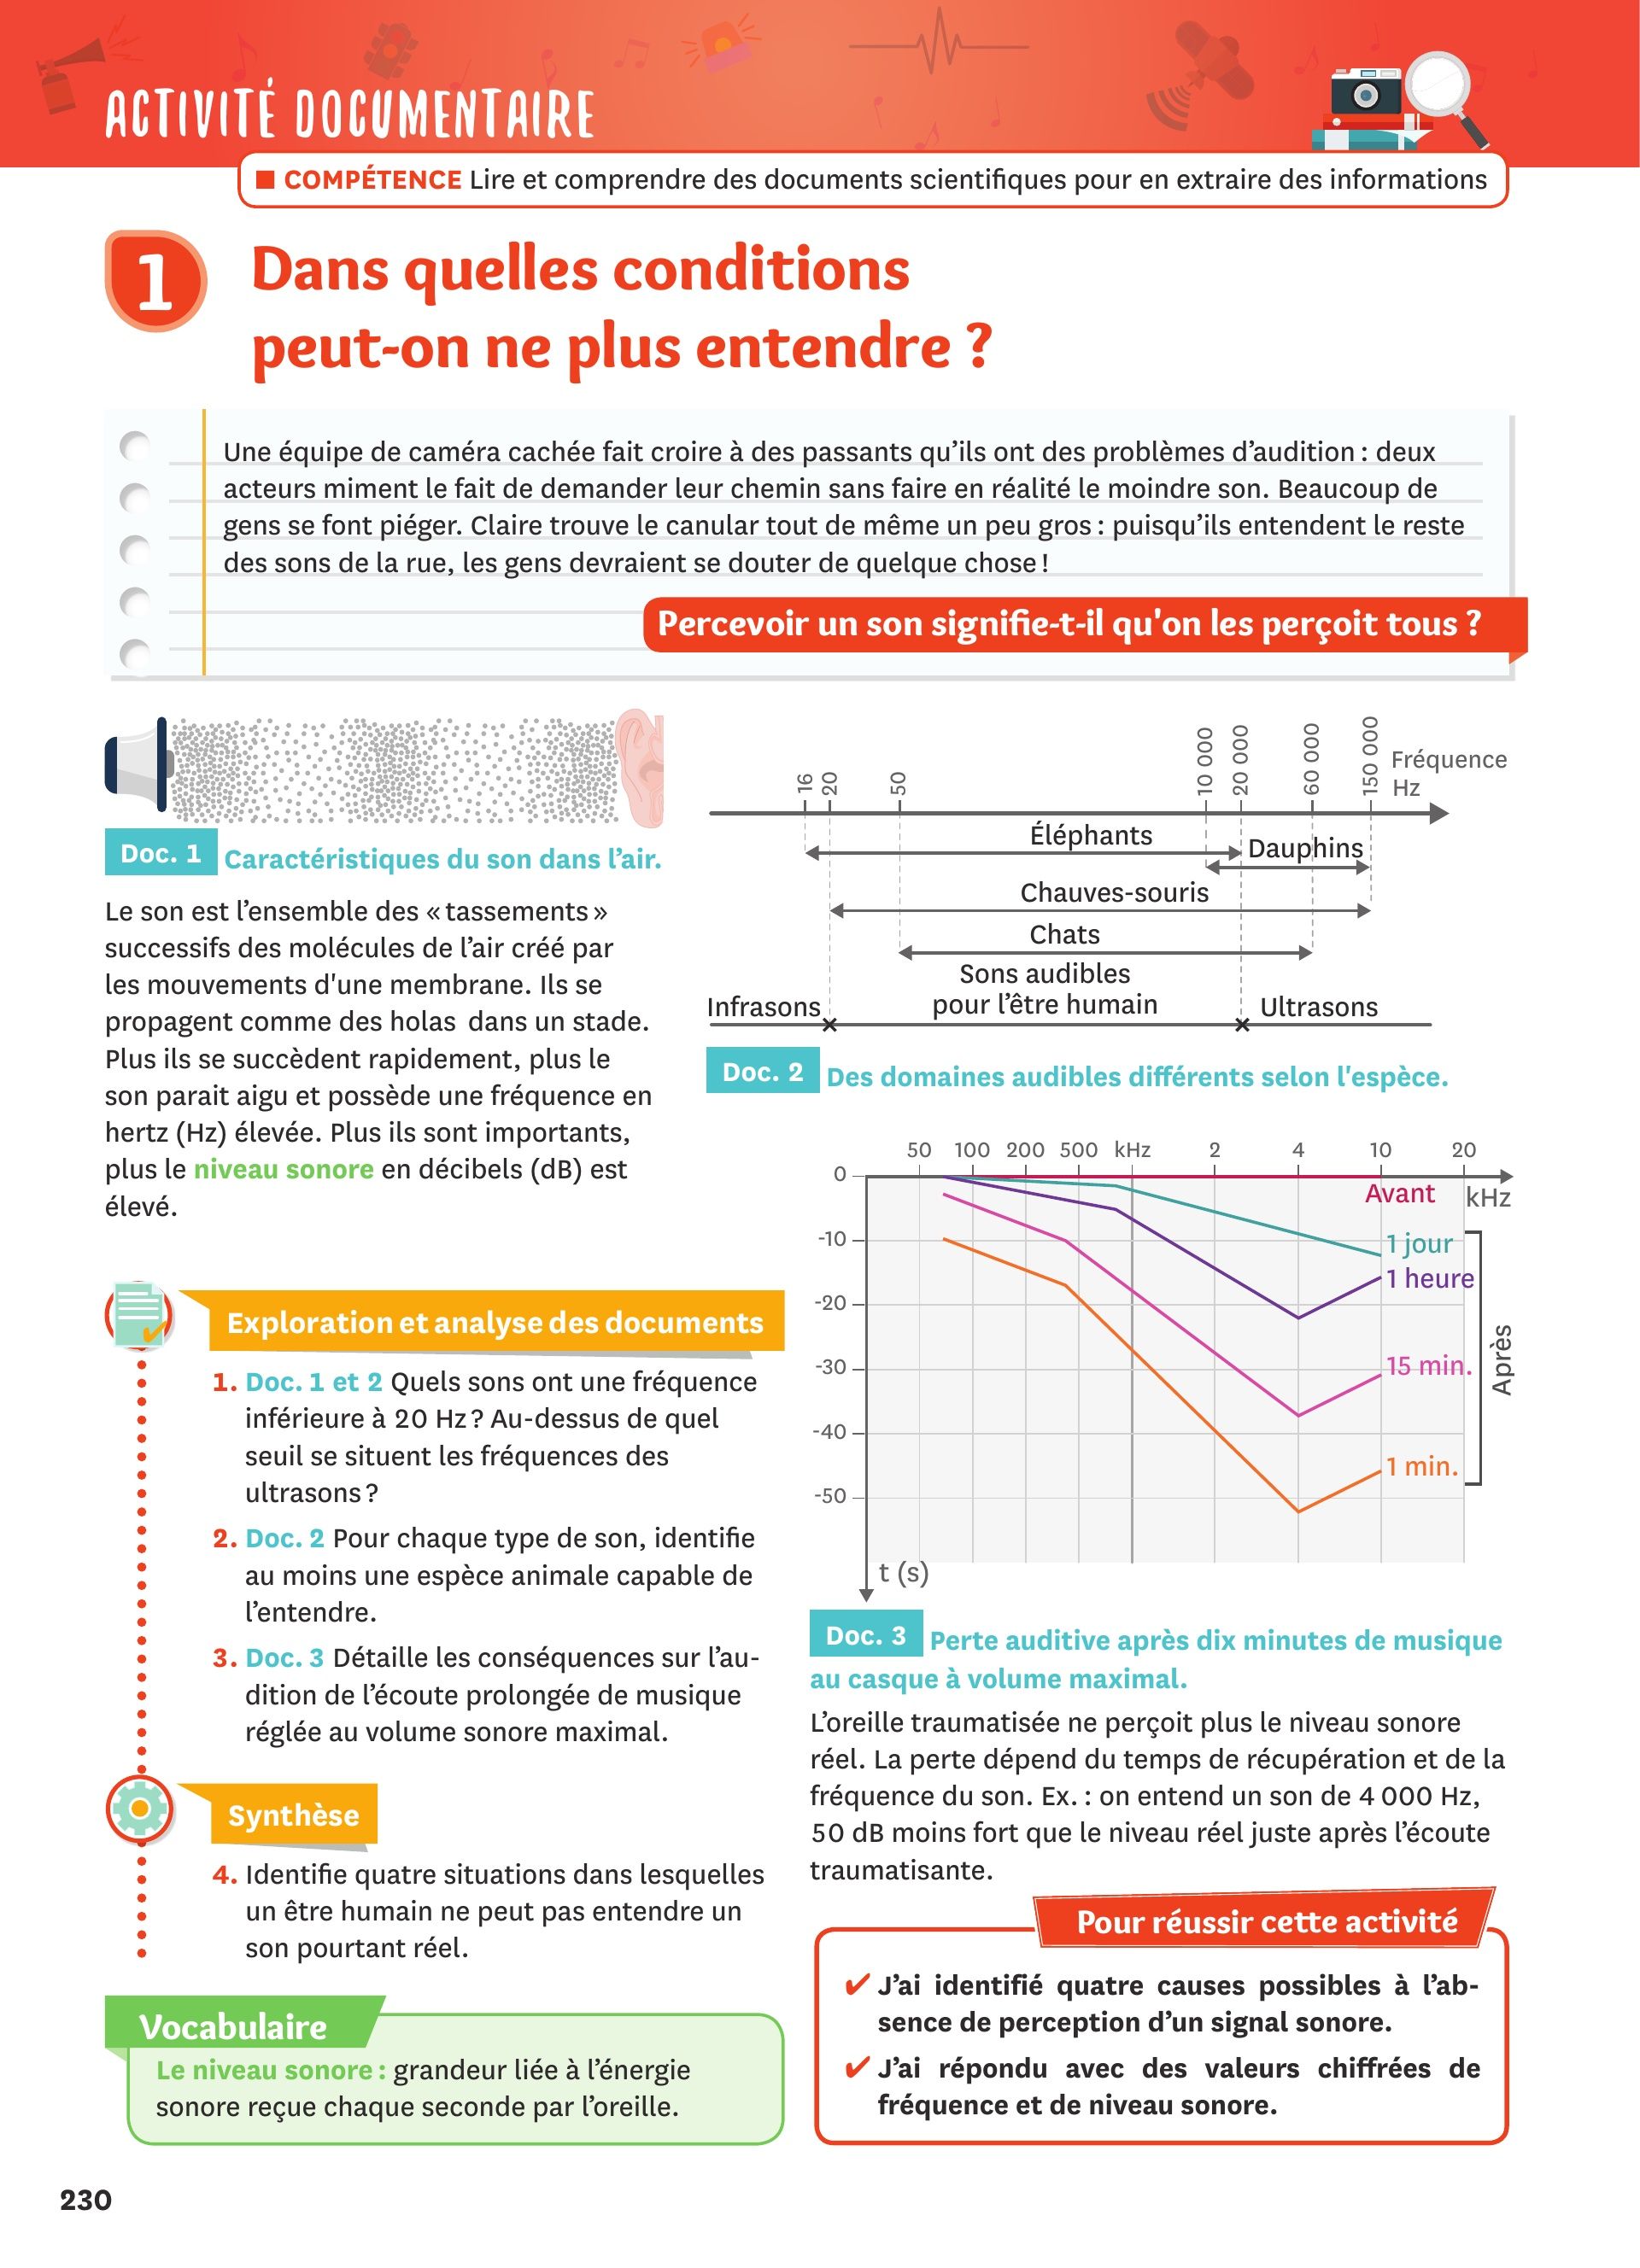 ACTIVITÉ DOCUMENTAIRE
COMPÉTENCE Lire et comprendre des documents scientifiques pour en extraire des informations
1
Dans quelles conditions
peut-on ne plus entendre ?
Une équipe de caméra cachée fait croire à des passants qu’ils ont des problèmes d’audition : deux
acteurs miment le fait de demander leur chemin sans faire en réalité le moindre son. Beaucoup de
gens se font piéger. Claire trouve le canular tout de même un peu gros : puisqu’ils entendent le reste
des sons de la rue, les gens devraient se douter de quelque chose !
Percevoir un son signifie-t-il qu'on les perçoit tous ?
Doc. 1 Caractéristiques du son dans l’air.
Le son est l’ensemble des « tassements »
successifs des molécules de l’air créé par
les mouvements d'une membrane. Ils se
propagent comme des holas dans un stade.
Plus ils se succèdent rapidement, plus le
son parait aigu et possède une fréquence en
hertz (Hz) élevée. Plus ils sont importants,
plus le niveau sonore en décibels (dB) est
élevé.
16 20 50 10 000 20 000 60 000 150 000
Fréquence
Hz
Éléphants
Dauphins
Chauves-souris
Chats
Sons audibles
pour l’être humain
Infrasons
Ultrasons
Doc. 2 Des domaines audibles différents selon l'espèce.
Exploration et analyse des documents
1. Doc. 1 et 2 Quels sons ont une fréquence
inférieure à 20 Hz ? Au-dessus de quel
seuil se situent les fréquences des
ultrasons ?
2. Doc. 2 Pour chaque type de son, identifie
au moins une espèce animale capable de
l’entendre.
3. Doc. 3 Détaille les conséquences sur l’au-
dition de l’écoute prolongée de musique
réglée au volume sonore maximal.
Synthèse
4. Identifie quatre situations dans lesquelles
un être humain ne peut pas entendre un
son pourtant réel.
Vocabulaire
Le niveau sonore : grandeur liée à l’énergie
sonore reçue chaque seconde par l’oreille.
50 100 200 500 kHz 2 4 10 20
kHz
0
-10
-20
-30
-40
-50
t (s)
Avant
1 jour
1 heure
15 min.
1 min.
Après
Doc. 3 Perte auditive après dix minutes de musique
au casque à volume maximal.
L’oreille traumatisée ne perçoit plus le niveau sonore
réel. La perte dépend du temps de récupération et de la
fréquence du son. Ex. : on entend un son de 4 000 Hz,
50 dB moins fort que le niveau réel juste après l’écoute
traumatisante.
Pour réussir cette activité
✔ J’ai identifié quatre causes possibles à l’ab-
sence de perception d’un signal sonore.
✔ J’ai répondu avec des valeurs chiffrées de
fréquence et de niveau sonore.
230